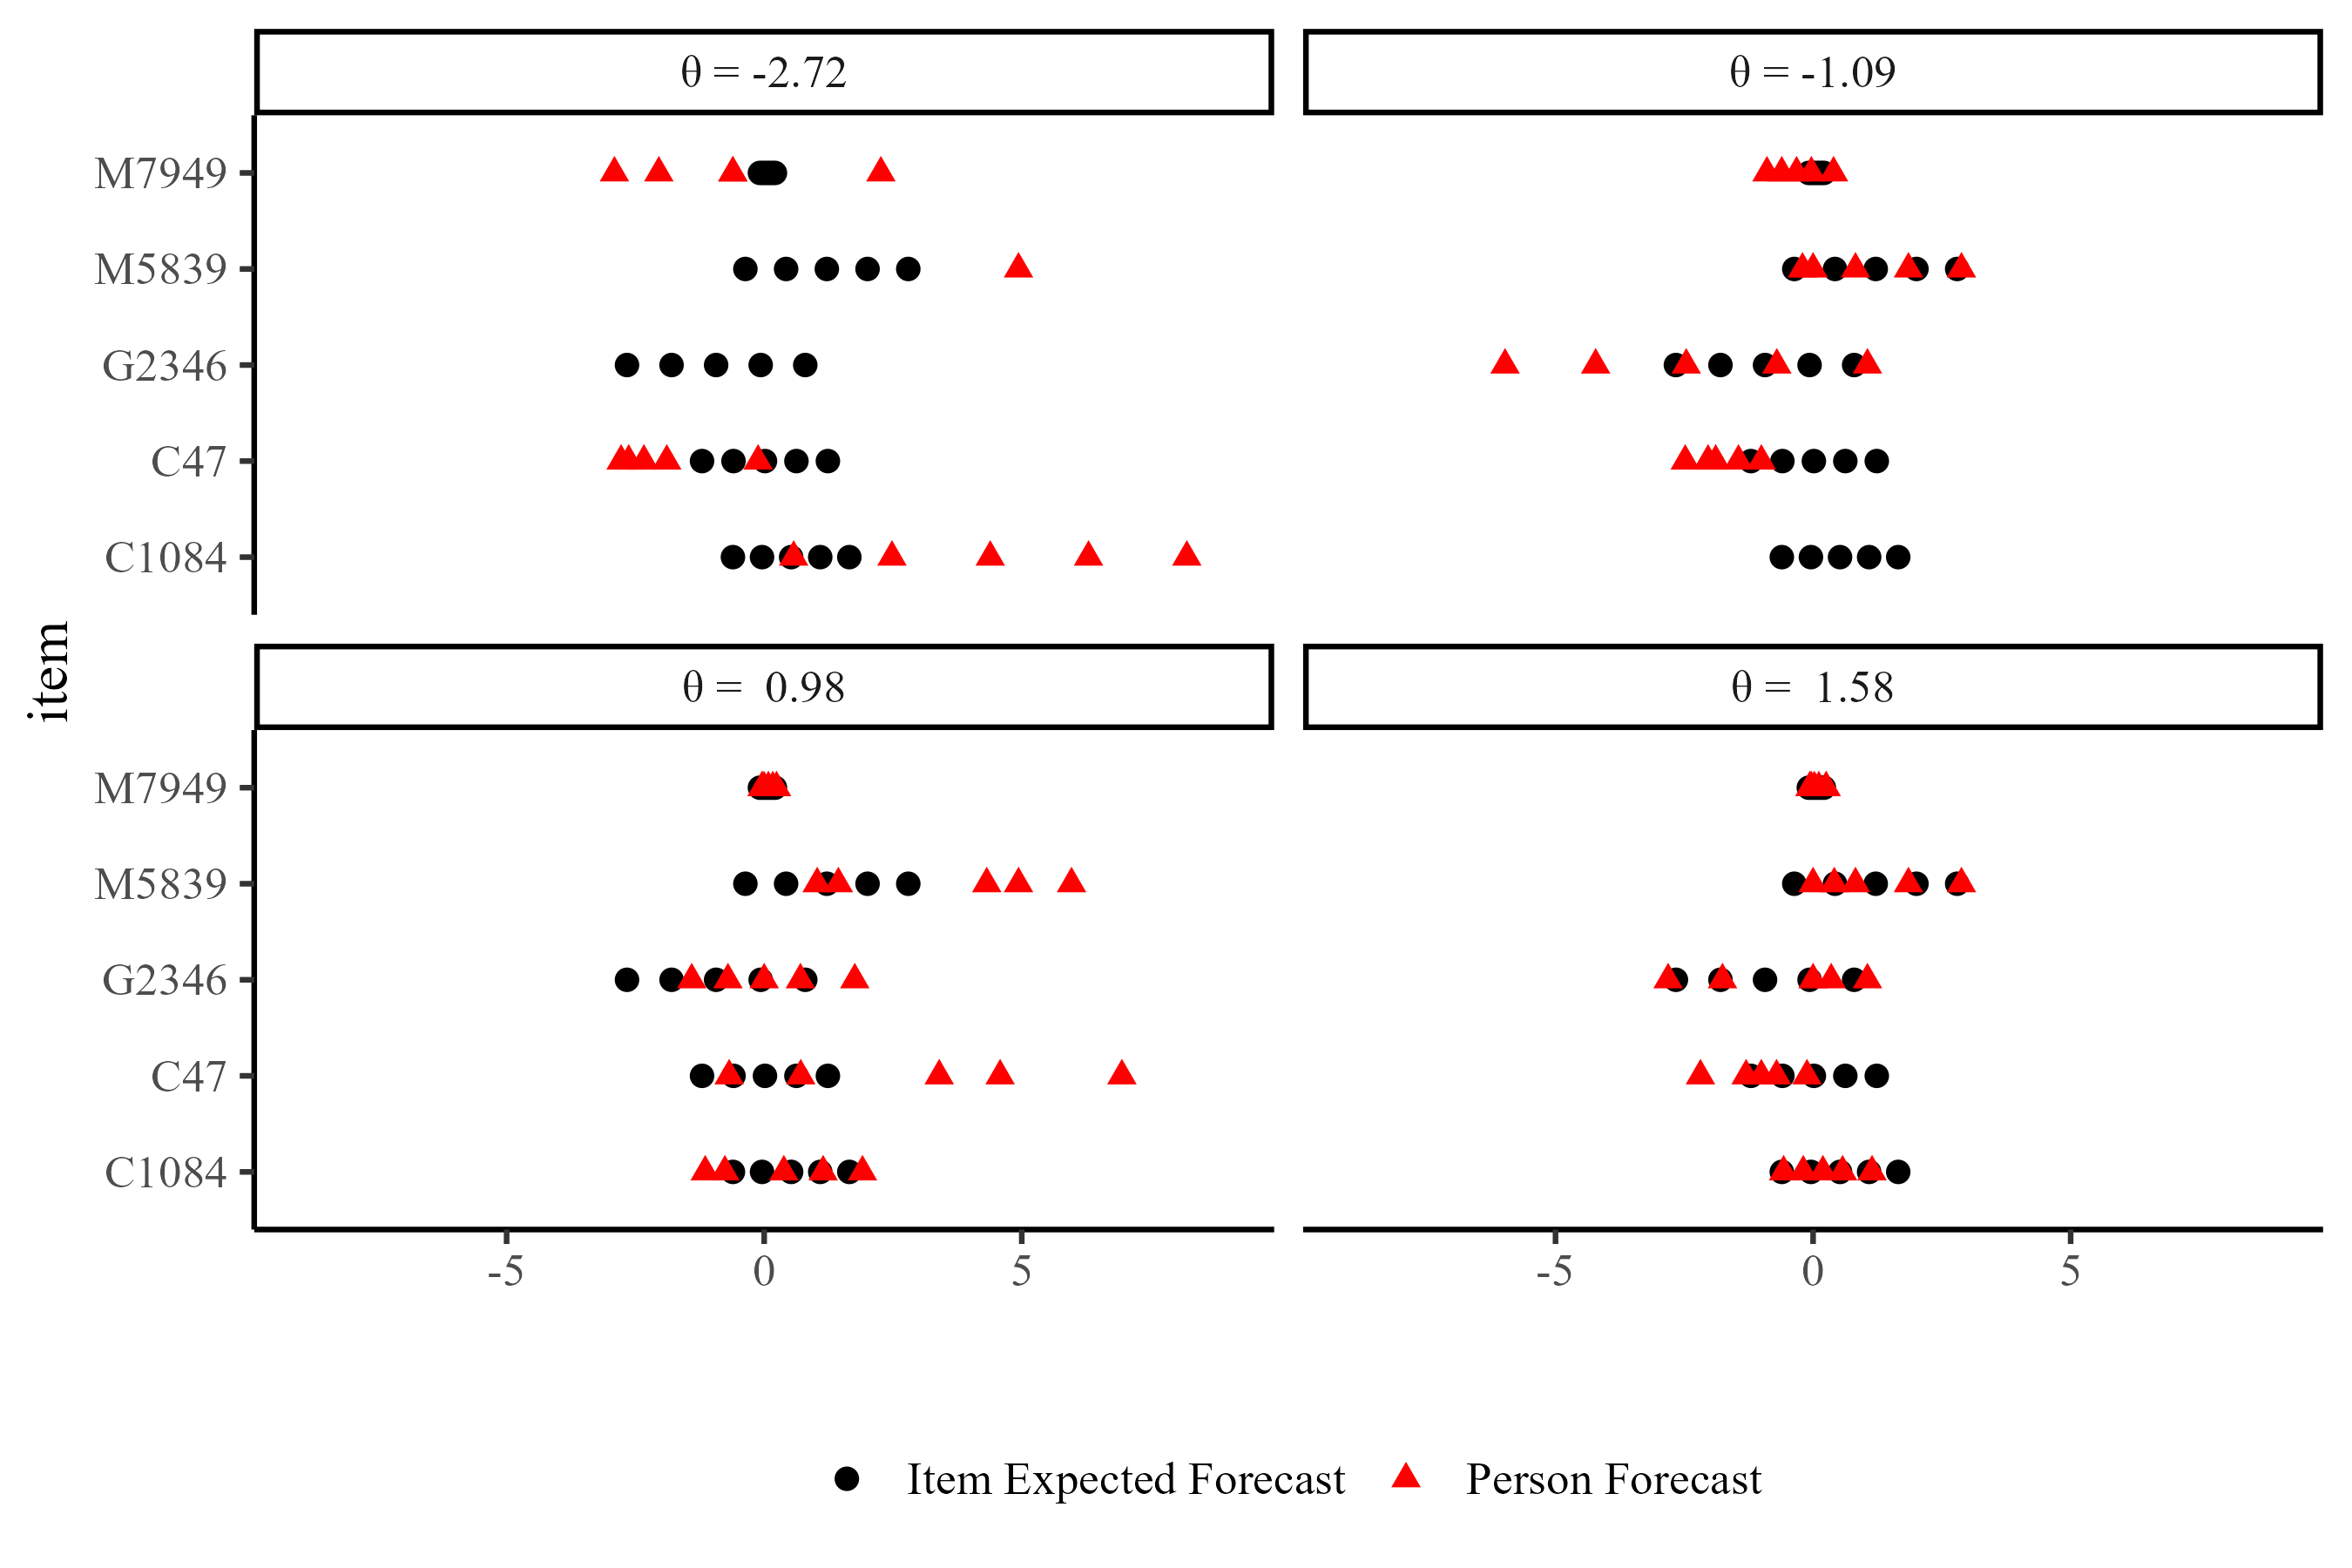 θ = -2.72
θ = -1.09
M7949
M5839
G2346
C47
C1084
item
θ =  0.98
θ =  1.58
M7949
M5839
G2346
C47
C1084
-5 0 5
-5 0 5
Item Expected Forecast
Person Forecast